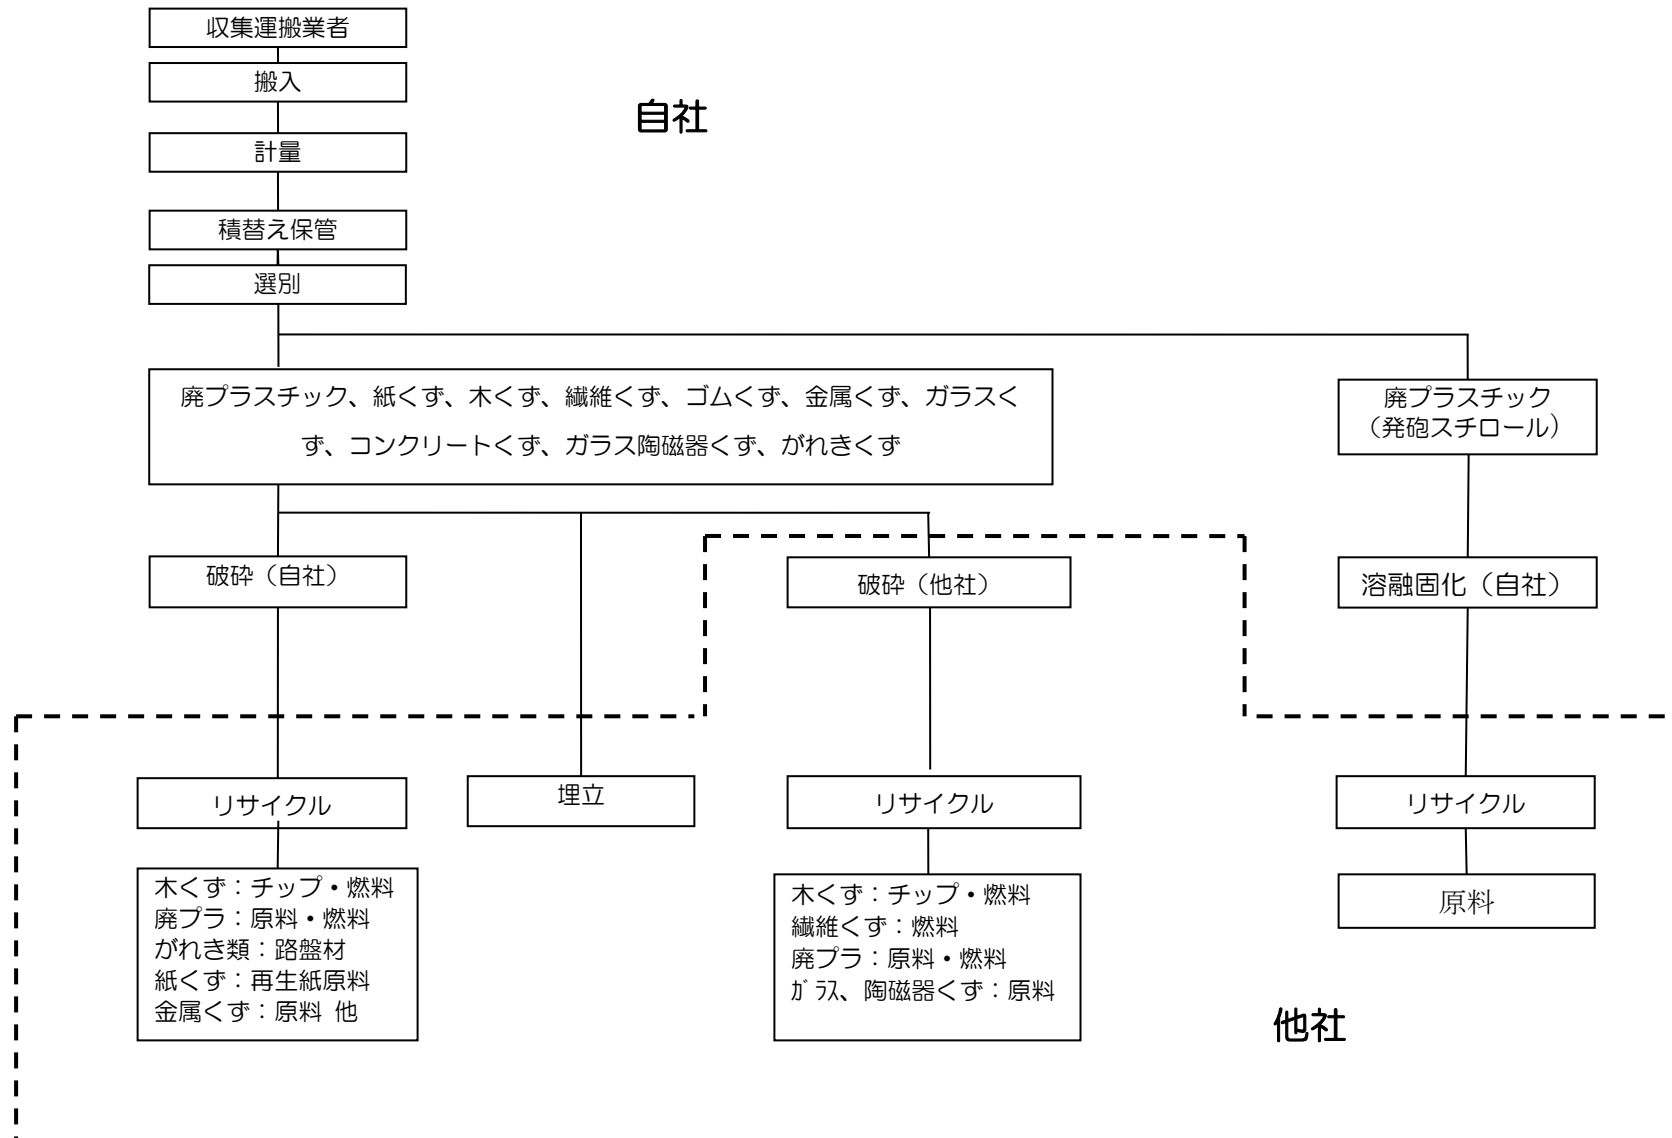 収集運搬業者
搬入
自社
計量
積替え保管
選別
廃プラスチック、紙くず、木くず、繊維くず、ゴムくず、金属くず、ガラスく
ず、コンクリートくず、ガラス陶磁器くず、がれきくず
廃プラスチック
（発砲スチロール）
破砕（自社）
破砕（他社）
溶融固化（自社）
リサイクル
埋立
リサイクル
リサイクル
木くず：チップ・燃料
廃プラ：原料・燃料
がれき類：路盤材
紙くず：再生紙原料
金属くず：原料 他
木くず：チップ・燃料
繊維くず：燃料
廃プラ：原料・燃料
ｶﾞﾗｽ、陶磁器くず：原料
原料
他社